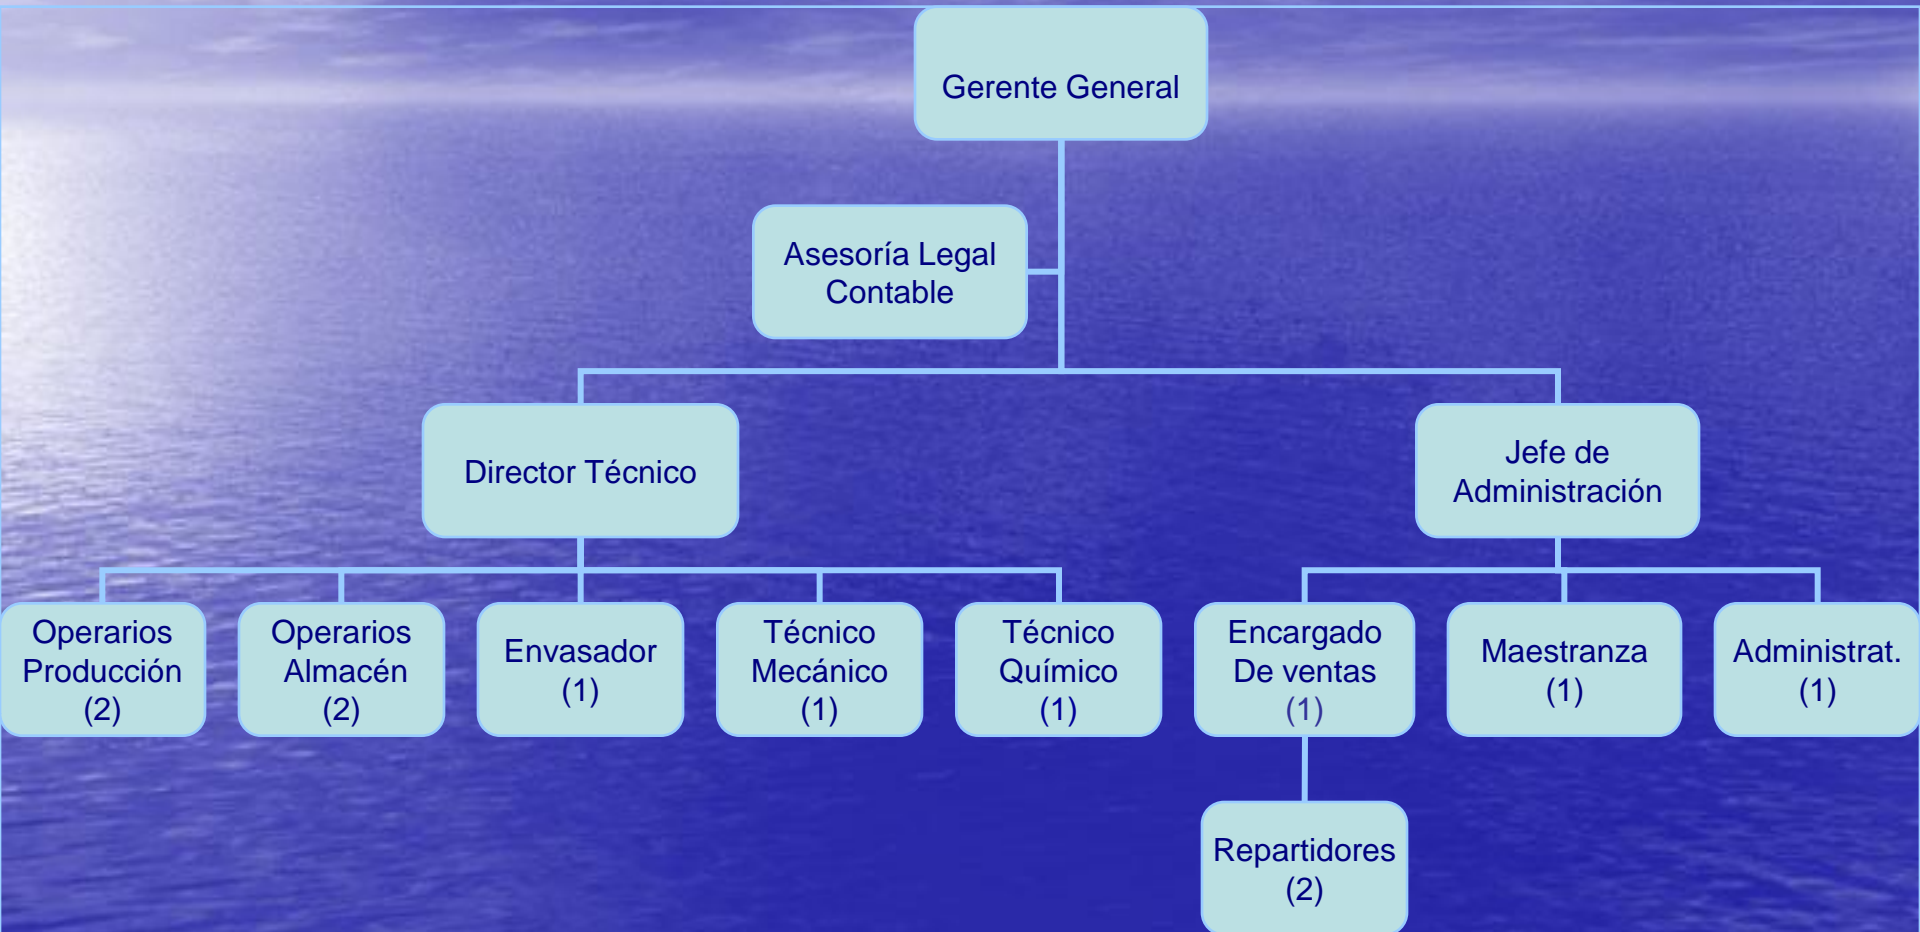 Gerente General
Asesoría Legal
Contable
Director Técnico
Jefe de
Administración
Operarios
Producción
(2)
Operarios
Almacén
(2)
Envasador
(1)
Técnico
Mecánico
(1)
Técnico
Químico
(1)
Encargado
De ventas
(1)
Maestranza
(1)
Administrat.
(1)
Repartidores
(2)